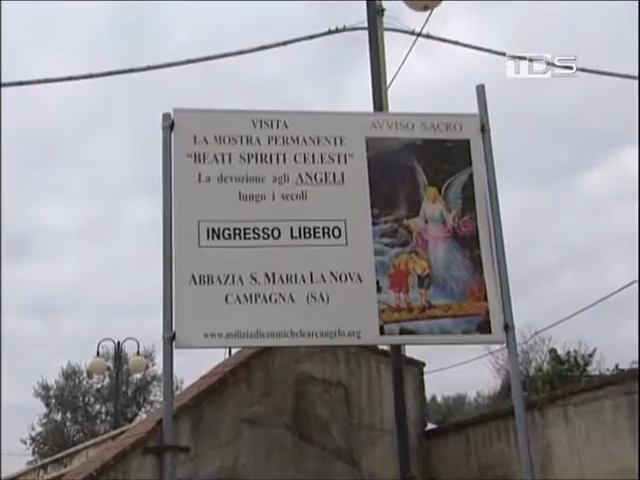 TDS
VISITA
LA MOSTRA PERMANENTE
"BEATI SPIRITI CELESTI"
La devozione agli ANGELI
lungo i secoli
INGRESSO LIBERO
ABBAZIA S. MARIA LA NOVA
CAMPAGNA (SA)
www.miliziadisanmichelearcangelo.org
AVVISO SACRO